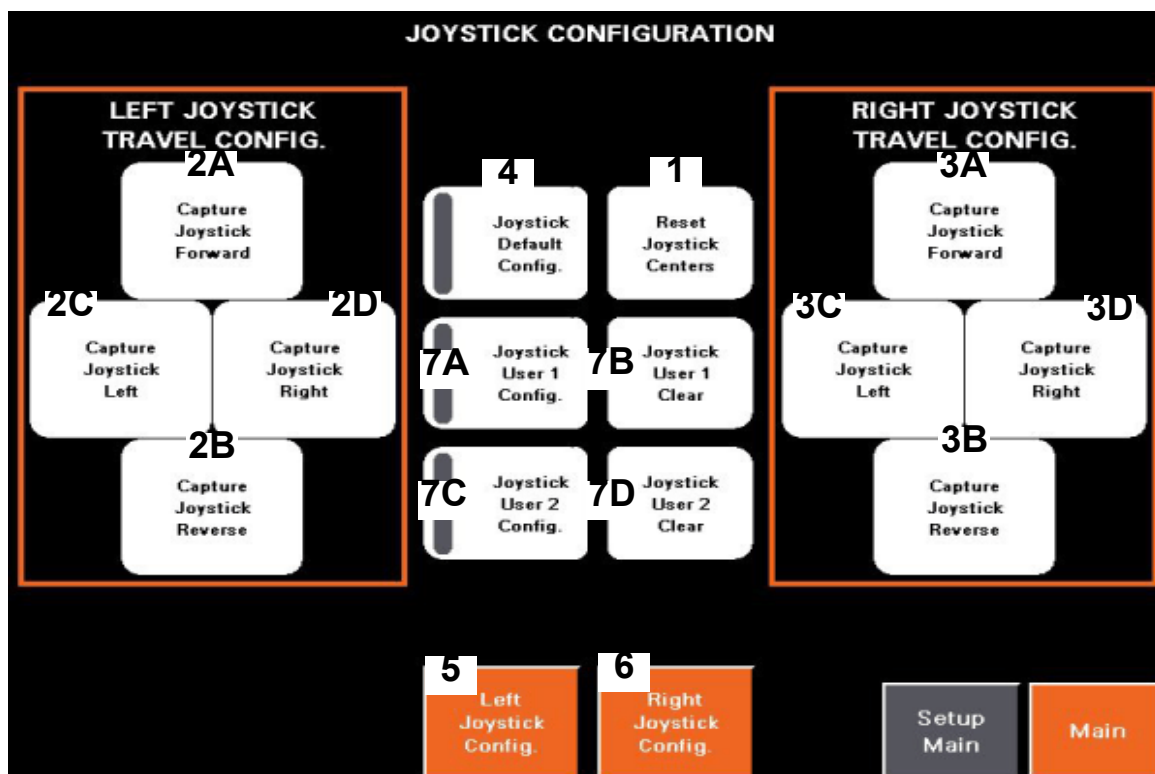 JOYSTICK CONFIGURATION
LEFT JOYSTICK
TRAVEL CONFIG.
2A
Capture
Joystick
Forward
2C
Capture
Joystick
Left
2D
Capture
Joystick
Right
2B
Capture
Joystick
Reverse
4
Joystick
Default
Config.
1
Reset
Joystick
Centers
7A
Joystick
User 1
Config.
7B
Joystick
User 1
Clear
7C
Joystick
User 2
Config.
7D
Joystick
User 2
Clear
RIGHT JOYSTICK
TRAVEL CONFIG.
3A
Capture
Joystick
Forward
3C
Capture
Joystick
Left
3D
Capture
Joystick
Right
3B
Capture
Joystick
Reverse
5
Left
Joystick
Config.
6
Right
Joystick
Config.
Setup
Main
Main